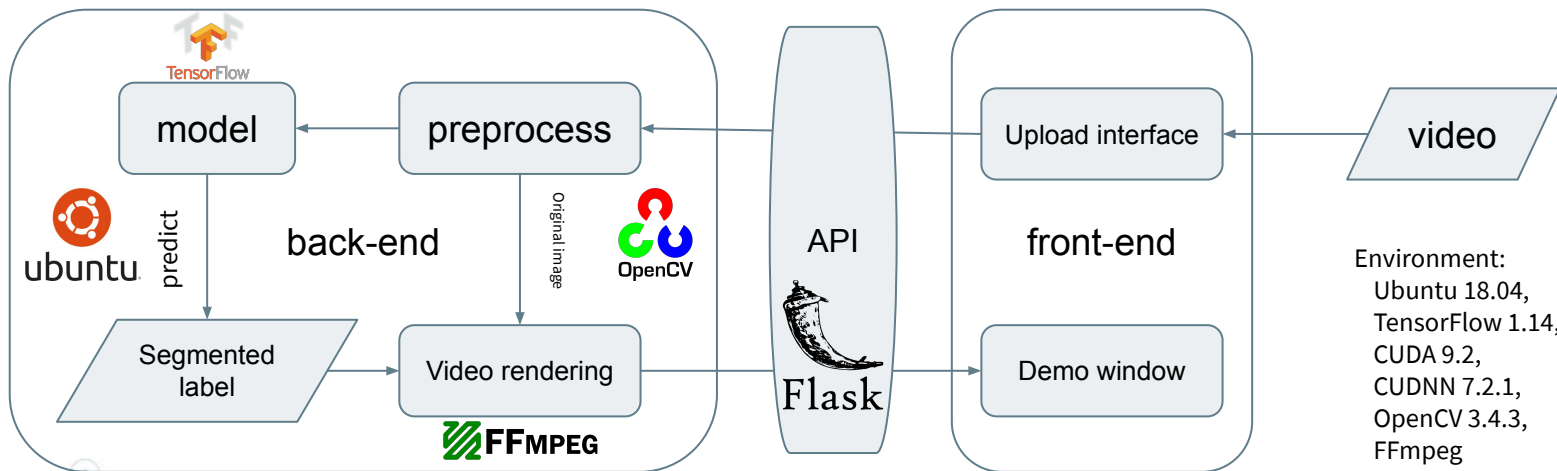 TensorFlow
model
preprocess
Upload interface
video
predict
Original image
ubuntu
back-end
OpenCV
API
front-end
Environment:
Ubuntu 18.04,
TensorFlow 1.14,
CUDA 9.2,
CUDNN 7.2.1,
OpenCV 3.4.3,
FFmpeg
Segmented
label
Video rendering
Flask
Demo window
FFMPEG